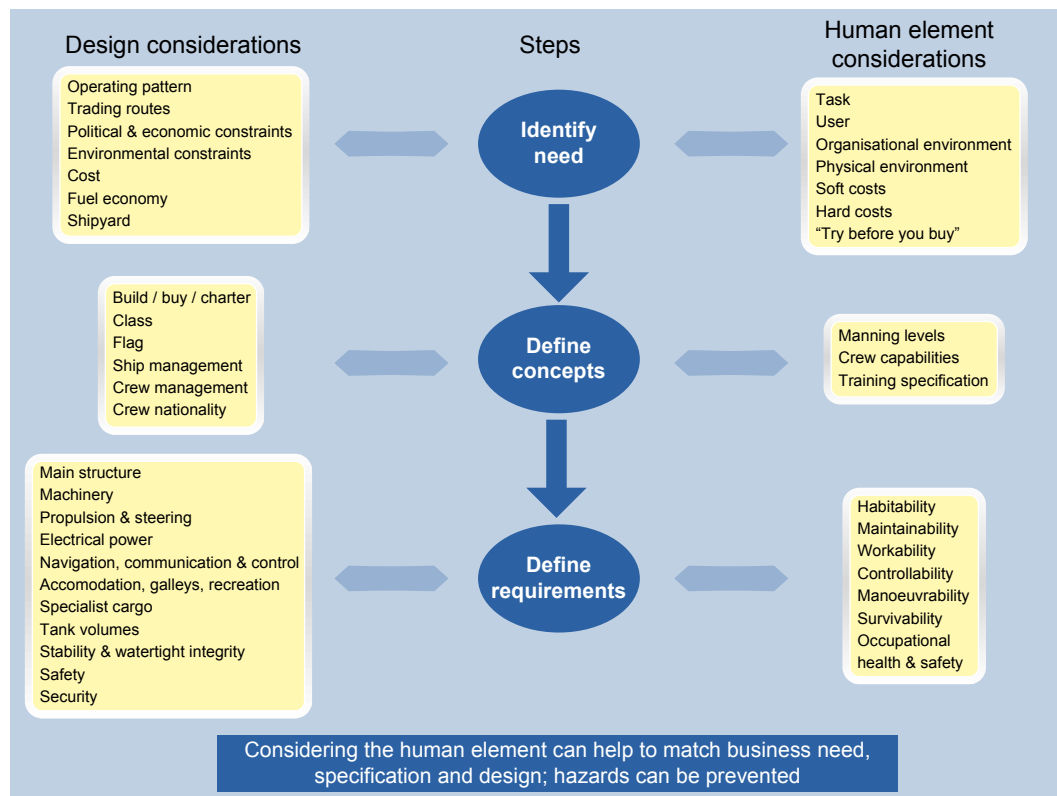 Design considerations
Steps
Human element
considerations
Operating pattern
Trading routes
Political & economic constraints
Environmental constraints
Cost
Fuel economy
Shipyard
Identify
need
Task
User
Organisational environment
Physical environment
Soft costs
Hard costs
“Try before you buy”
Build / buy / charter
Class
Flag
Ship management
Crew management
Crew nationality
Define
concepts
Manning levels
Crew capabilities
Training specification
Main structure
Machinery
Propulsion & steering
Electrical power
Navigation, communication & control
Accomodation, galleys, recreation
Specialist cargo
Tank volumes
Stability & watertight integrity
Safety
Security
Define
requirements
Habitability
Maintainability
Workability
Controllability
Manoeuvrability
Survivability
Occupational
health & safety
Considering the human element can help to match business need,
specification and design; hazards can be prevented